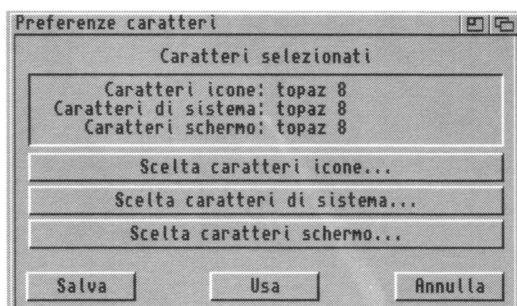 Preferenze caratteri
Caratteri selezionati
Caratteri icone: topaz 8
Caratteri di sistema: topaz 8
Caratteri schermo: topaz 8
Scelta caratteri icone...
Scelta caratteri di sistema...
Scelta caratteri schermo...
Salva Usa Annulla